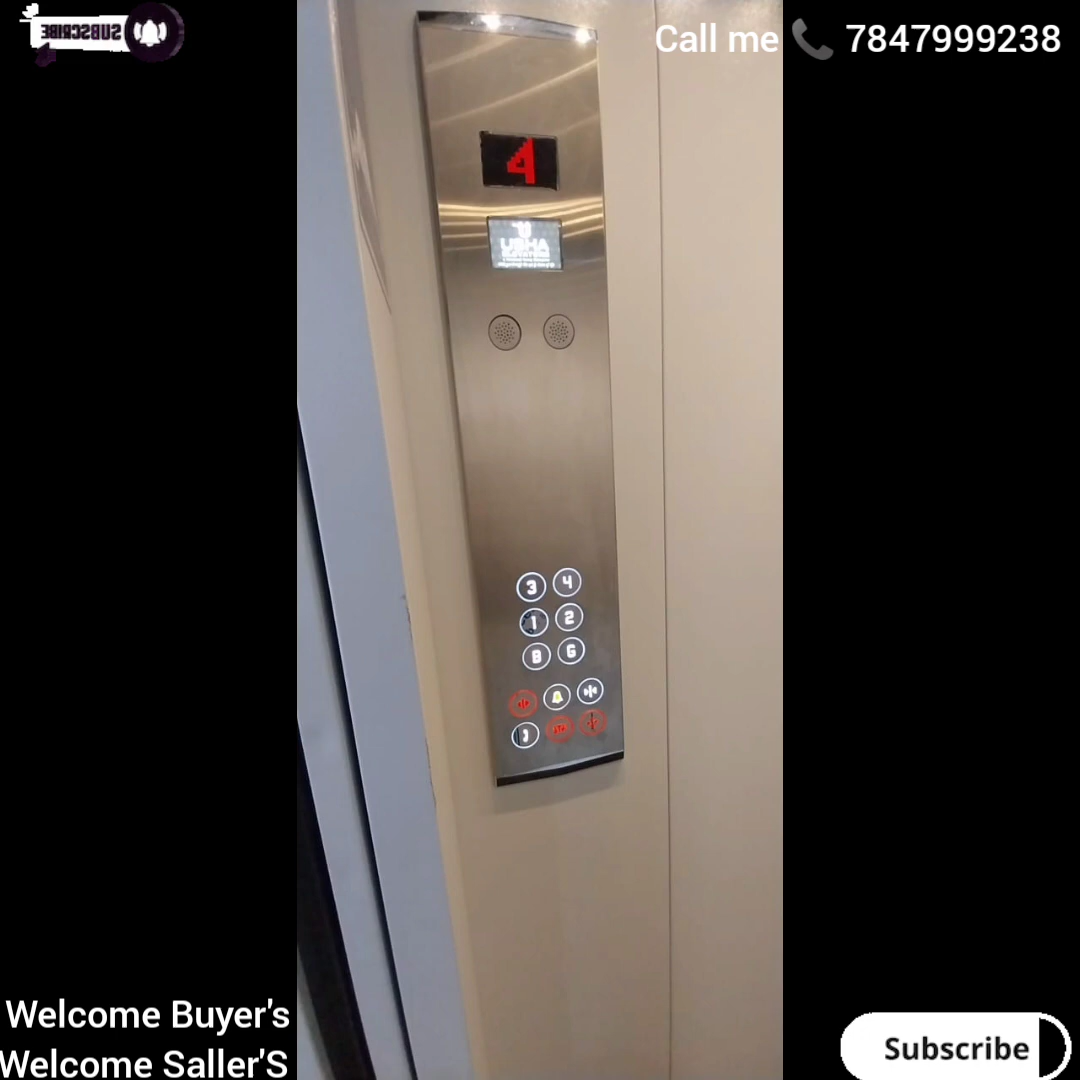 SUBSCRIBE
Call me 📞 7847999238
4
USHA
3 4
1 2
B G
Welcome Buyer's
Welcome Saller'S
Subscribe